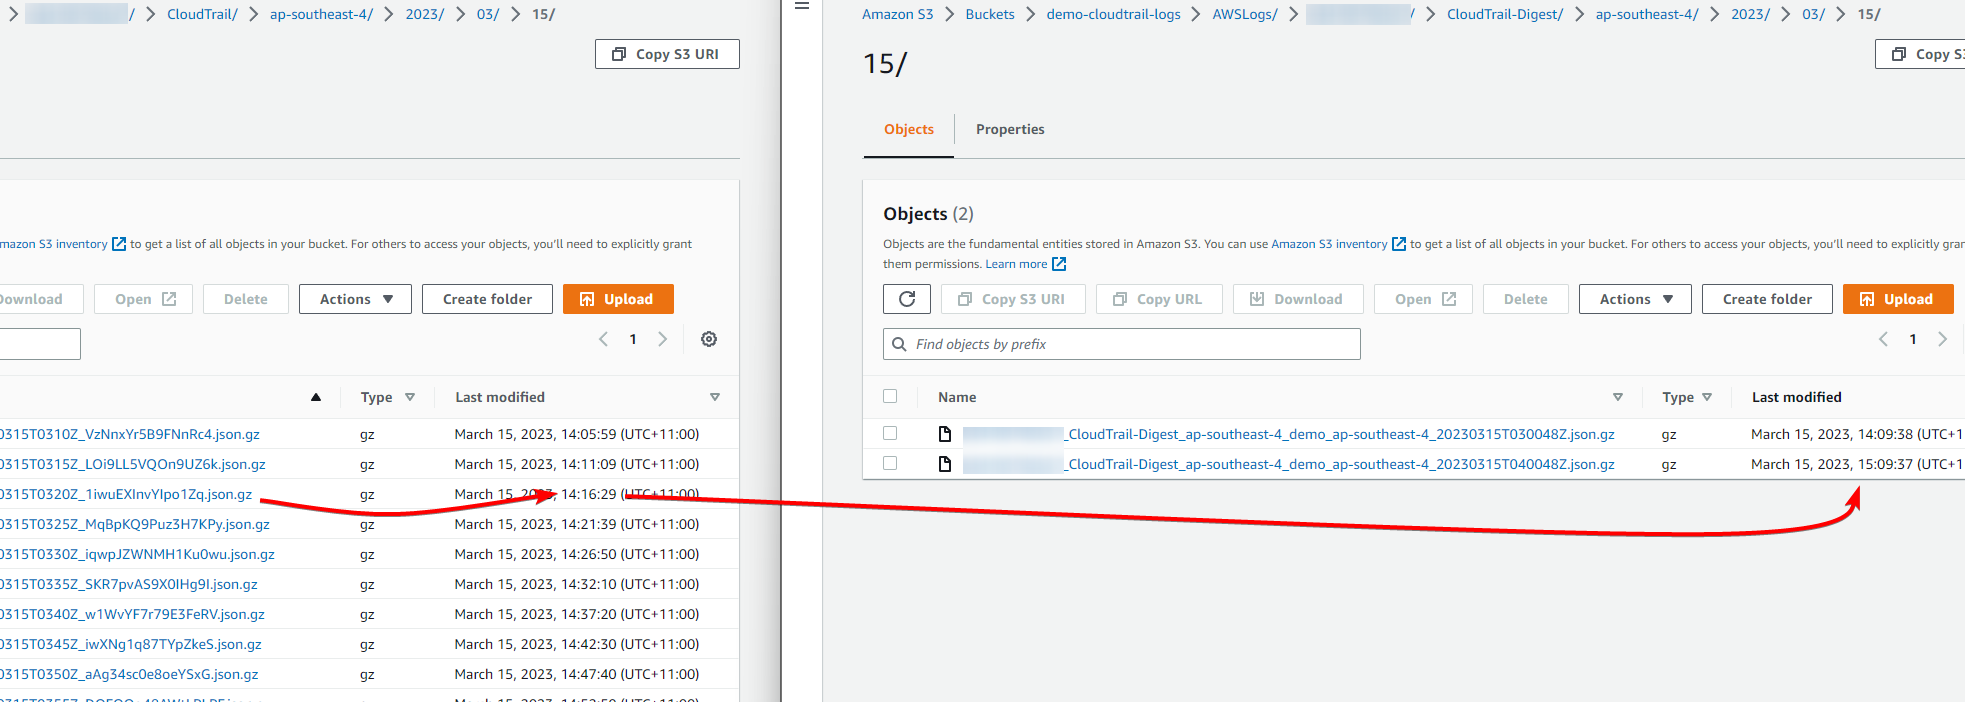 / CloudTrail/ ap-southeast-4/ 2023/ 03/ 15/
Copy S3 URI
Amazon S3 inventory to get a list of all objects in your bucket. For others to access your objects, you'll need to explicitly grant
Download Open Delete Actions Create folder Upload
1
Type Last modified
0315T0310Z_VzNnxYr5B9FNnRc4.json.gz gz March 15, 2023, 14:05:59 (UTC+11:00)
0315T0315Z_LOi9LL5VQOn9UZ6k.json.gz gz March 15, 2023, 14:11:09 (UTC+11:00)
0315T0320Z_1iwuEXInvYIpo1Zq.json.gz gz March 15, 2023, 14:16:29 (UTC+11:00)
0315T0325Z_MqBpKQ9Puz3H7KPy.json.gz gz March 15, 2023, 14:21:39 (UTC+11:00)
0315T0330Z_iqwpJZWNMH1Ku0wu.json.gz gz March 15, 2023, 14:26:50 (UTC+11:00)
0315T0335Z_SKR7pvAS9X0IHg9I.json.gz gz March 15, 2023, 14:32:10 (UTC+11:00)
0315T0340Z_w1WvYF7r79E3FeRV.json.gz gz March 15, 2023, 14:37:20 (UTC+11:00)
0315T0345Z_iwXNg1q87TYpZkeS.json.gz gz March 15, 2023, 14:42:30 (UTC+11:00)
0315T0350Z_aAg34sc0e8oeYSxG.json.gz gz March 15, 2023, 14:47:40 (UTC+11:00)
Amazon S3 Buckets demo-cloudtrail-logs AWSLogs/ / CloudTrail-Digest/ ap-southeast-4/ 2023/ 03/ 15/
15/
Copy S3
Objects Properties
Objects (2)
Objects are the fundamental entities stored in Amazon S3. You can use Amazon S3 inventory to get a list of all objects in your bucket. For others to access your objects, you'll need to explicitly grant
them permissions. Learn more
Copy S3 URI Copy URL Download Open Delete Actions Create folder Upload
Find objects by prefix
1
Name Type Last modified
_CloudTrail-Digest_ap-southeast-4_demo_ap-southeast-4_20230315T030048Z.json.gz gz March 15, 2023, 14:09:38 (UTC+1
_CloudTrail-Digest_ap-southeast-4_demo_ap-southeast-4_20230315T040048Z.json.gz gz March 15, 2023, 15:09:37 (UTC+1